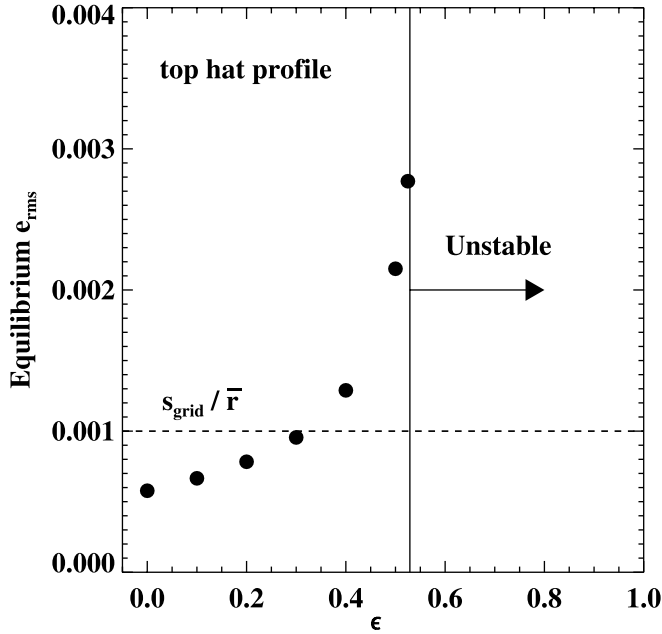 0.004
top hat profile
0.003
Unstable
0.002
s_grid / r̅
0.001
0.000
0.0 0.2 0.4 0.6 0.8 1.0
ϵ
Equilibrium e_rms